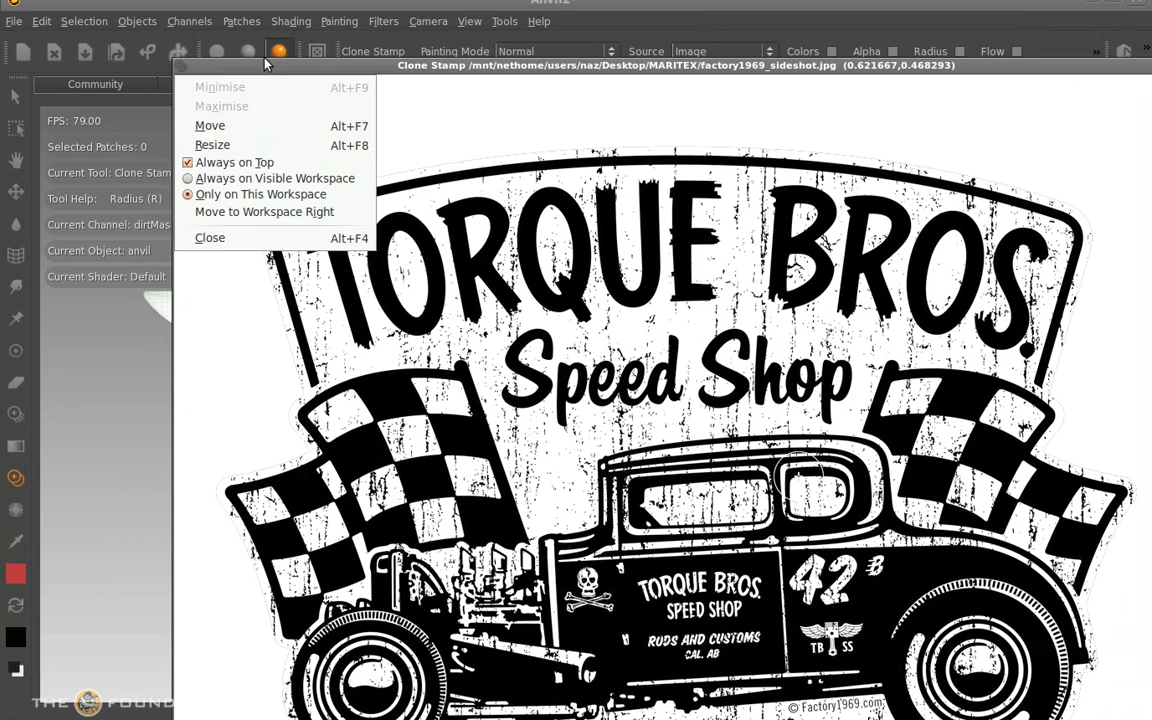 Anvil2
File Edit Selection Objects Channels Patches Shading Painting Filters Camera View Tools Help
Clone Stamp Painting Mode Normal Source Image Colors Alpha Radius Flow »
Clone Stamp /mnt/nethome/users/naz/Desktop/MARITEX/factory1969_sideshot.jpg (0.621667,0.468293)
Community
FPS: 79.00
Selected Patches: 0
Current Tool: Clone Stam
Tool Help: Radius (R)
Current Channel: dirtMas
Current Object: anvil
Current Shader: Default
Minimise Alt+F9
Maximise
Move Alt+F7
Resize Alt+F8
Always on Top
Always on Visible Workspace
Only on This Workspace
Move to Workspace Right
Close Alt+F4
TORQUE BROS.
Speed Shop
TORQUE BROS.
SPEED SHOP
RODS AND CUSTOMS
CAL. AB
42B
TB SS
© Factory1969.com
THE FOUND